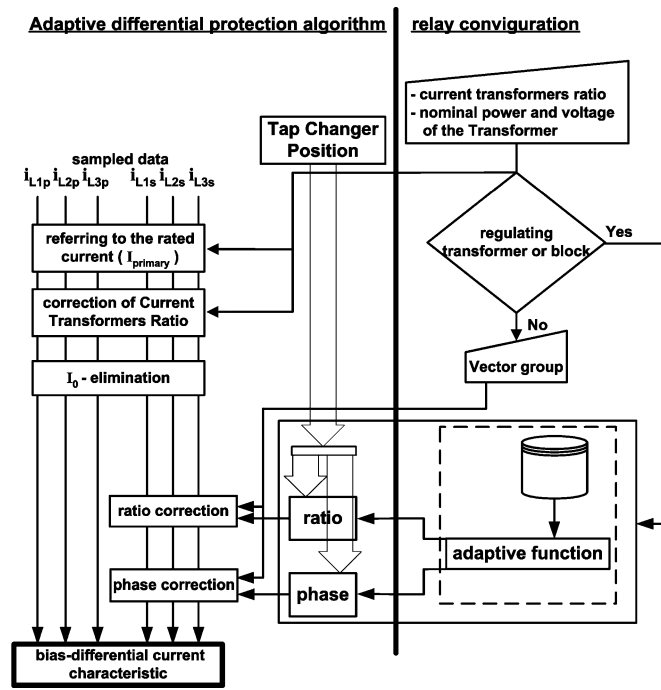 Adaptive differential protection algorithm
relay conviguration
- current transformers ratio
- nominal power and voltage
of the Transformer
Tap Changer
Position
sampled data
iL1p iL2p iL3p iL1s iL2s iL3s
referring to the rated
current ( Iprimary )
regulating
transformer or block
Yes
correction of Current
Transformers Ratio
No
Vector group
I0 - elimination
ratio correction
ratio
adaptive function
phase correction
phase
bias-differential current
characteristic